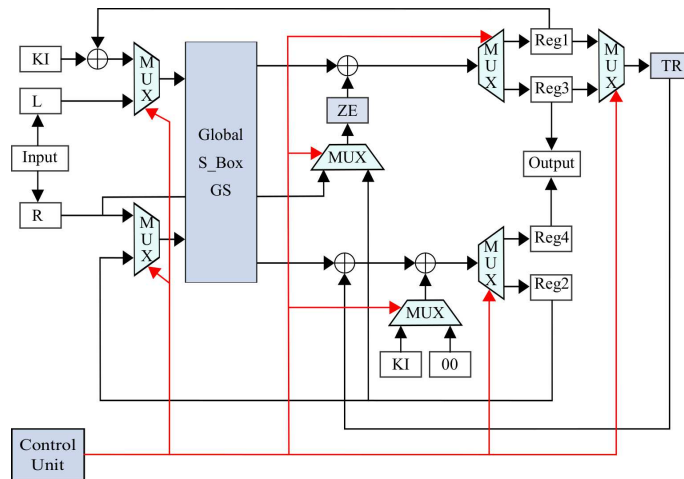 KI
L
Input
R
MUX
MUX
Global
S_Box
GS
ZE
MUX
MUX
KI
00
MUX
MUX
Reg1
Reg3
Output
Reg4
Reg2
MUX
TR
Control
Unit